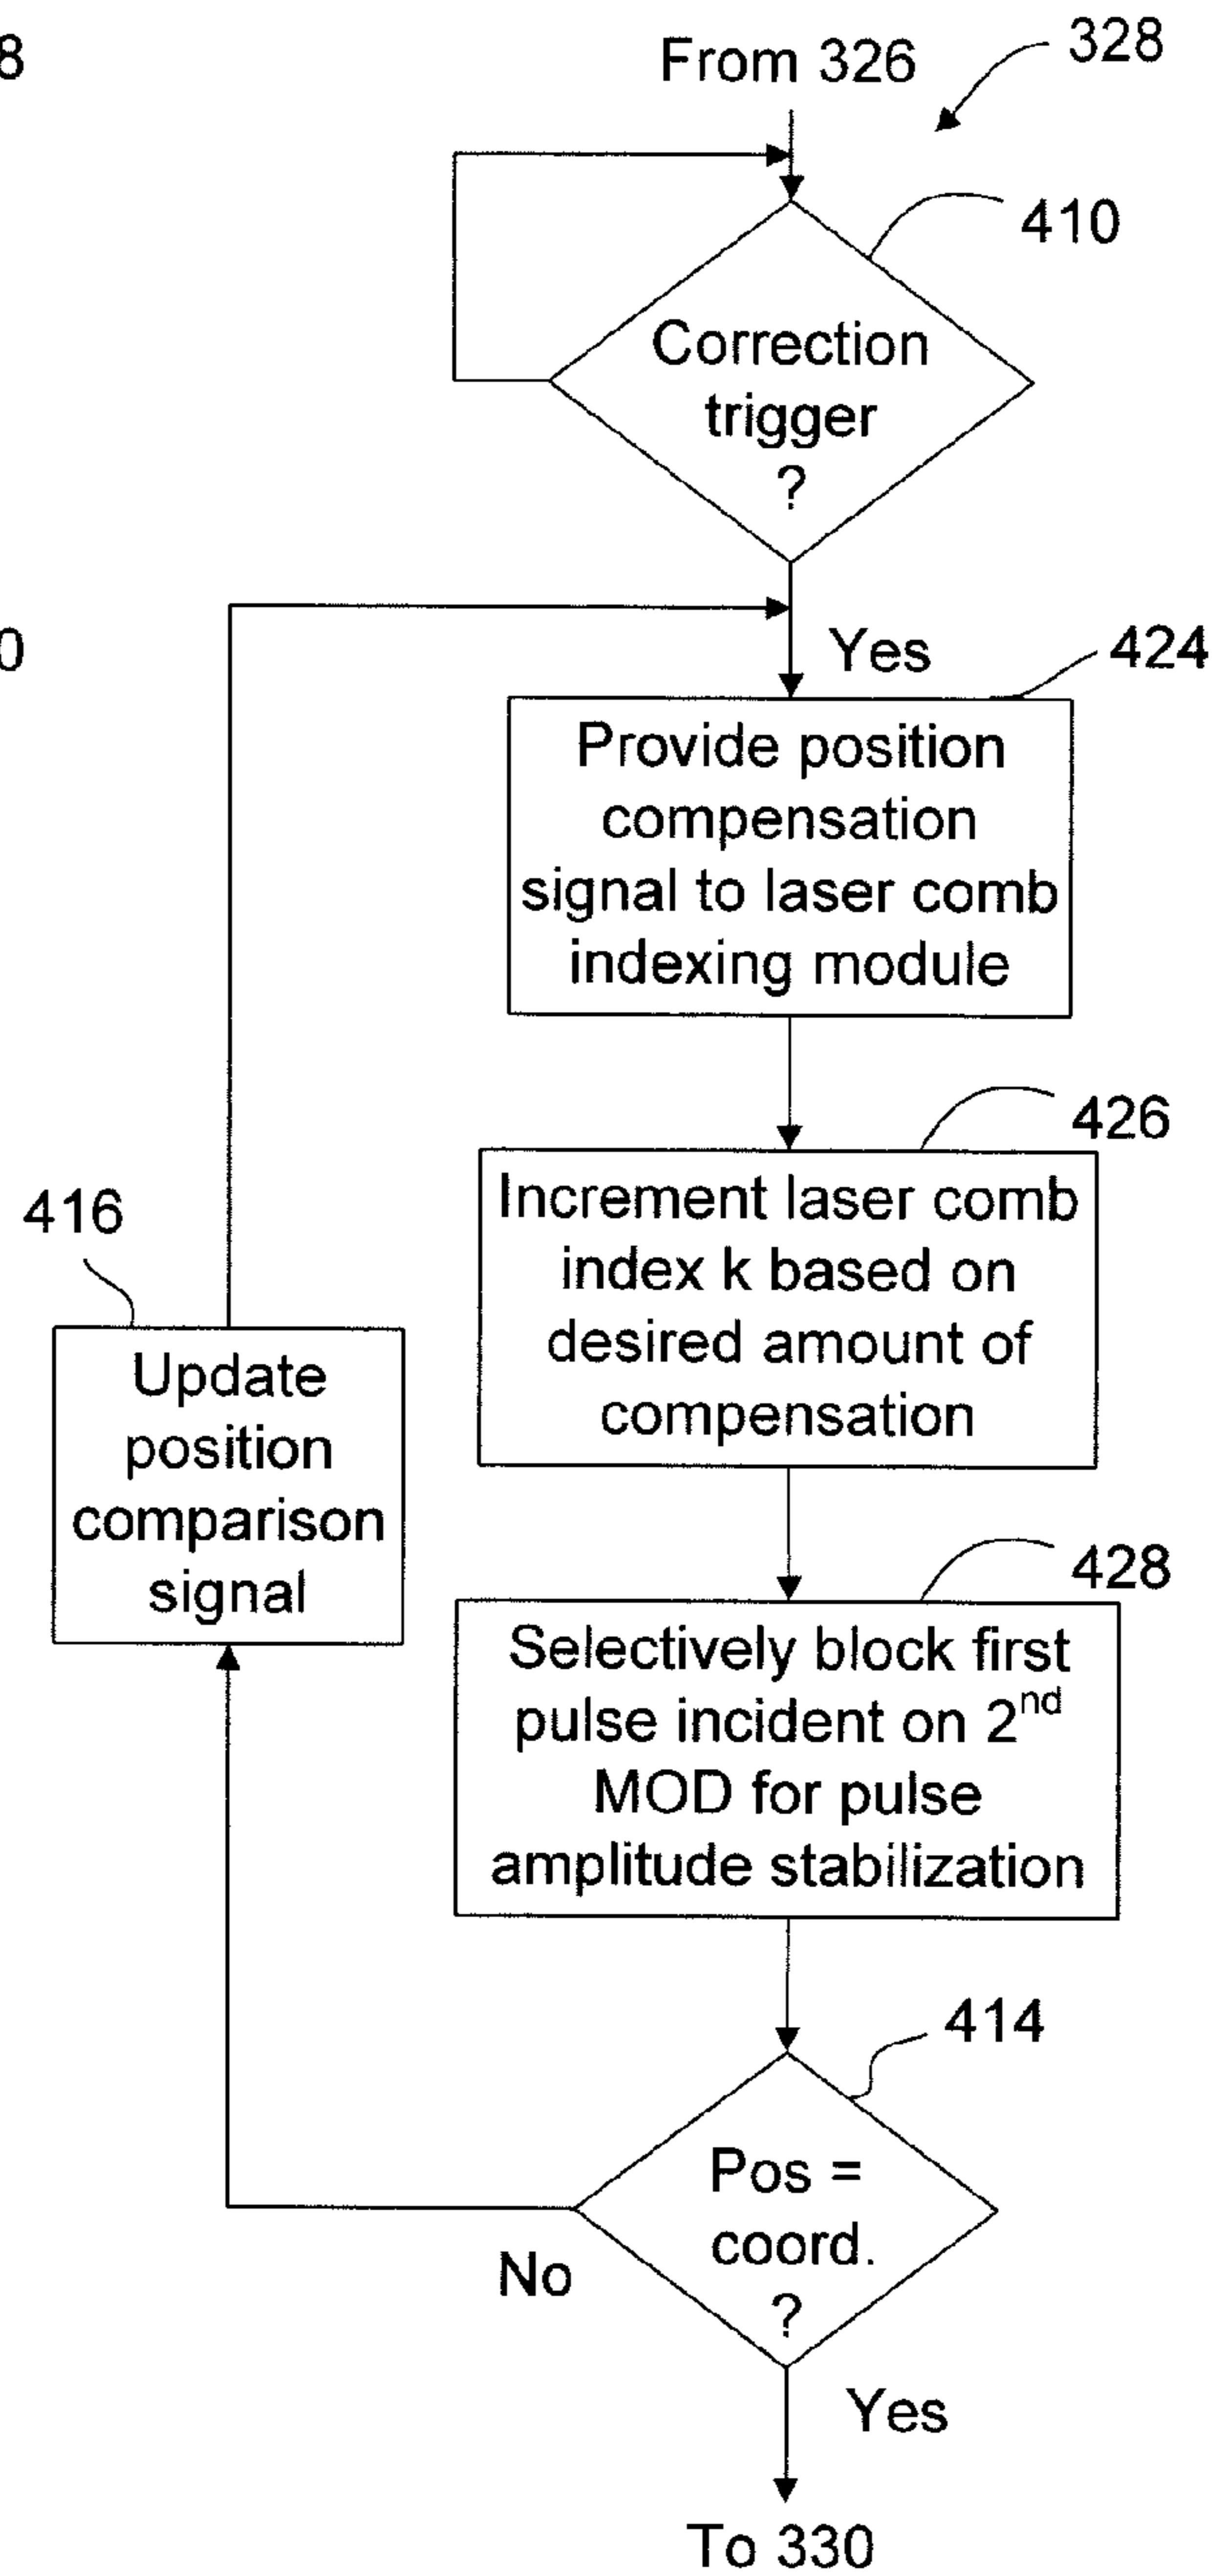 8
From 326
328
410
Correction
trigger
?
0
Yes
424
Provide position
compensation
signal to laser comb
indexing module
426
Increment laser comb
index k based on
desired amount of
compensation
416
Update
position
comparison
signal
428
Selectively block first
pulse incident on 2nd
MOD for pulse
amplitude stabilization
414
Pos =
coord.
?
No
Yes
To 330